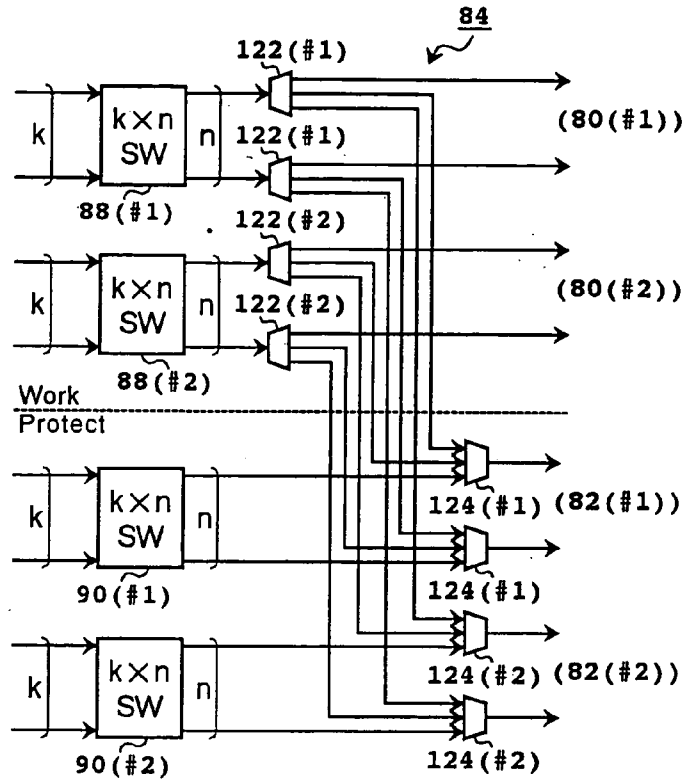 84
122(#1)
k
k×n
SW
n
(80(#1))
122(#1)
88(#1)
122(#2)
k
k×n
SW
n
(80(#2))
122(#2)
88(#2)
Work
Protect
k
k×n
SW
n
124(#1)
(82(#1))
90(#1)
124(#1)
k
k×n
SW
n
124(#2)
(82(#2))
90(#2)
124(#2)